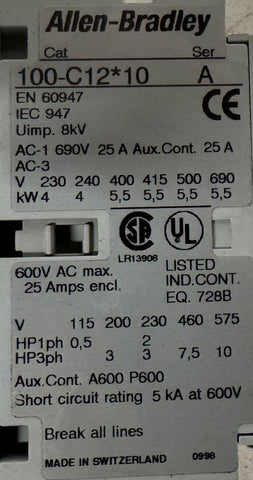 Allen-Bradley
Cat Ser
100-C12*10 A
EN 60947
IEC 947
Uimp. 8kV
CE
AC-1 690V 25 A Aux.Cont. 25 A
AC-3
V 230 240 400 415 500 690
kW 4 4 5,5 5,5 5,5 5,5
SA UL
LR13908
600V AC max. LISTED
25 Amps encl. IND.CONT.
EQ. 728B
V 115 200 230 460 575
HP1ph 0,5 2
HP3ph 3 3 7,5 10
Aux.Cont. A600 P600
Short circuit rating 5 kA at 600V
Break all lines
MADE IN SWITZERLAND 0998